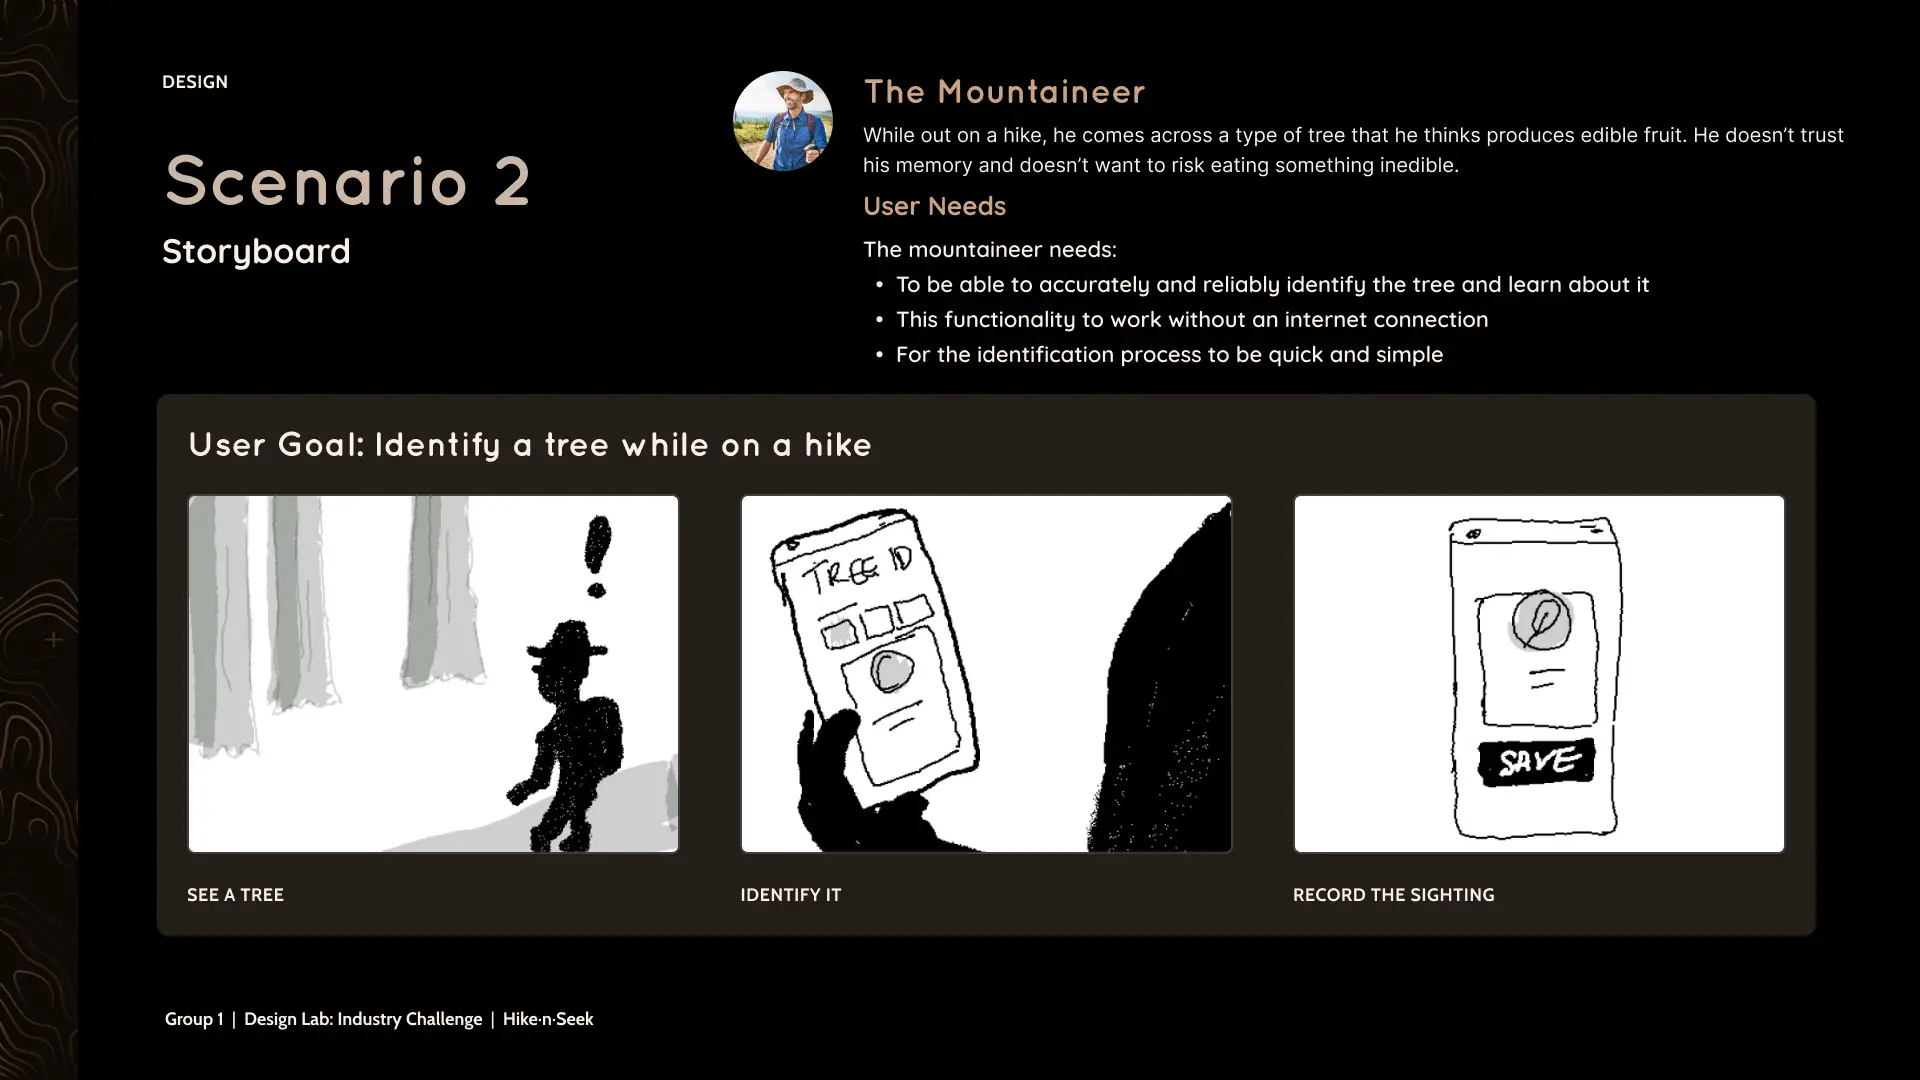 DESIGN
Scenario 2
Storyboard
The Mountaineer
While out on a hike, he comes across a type of tree that he thinks produces edible fruit. He doesn’t trust
his memory and doesn’t want to risk eating something inedible.
User Needs
The mountaineer needs:
• To be able to accurately and reliably identify the tree and learn about it
• This functionality to work without an internet connection
• For the identification process to be quick and simple
User Goal: Identify a tree while on a hike
!
TREE ID
SAVE
SEE A TREE
IDENTIFY IT
RECORD THE SIGHTING
Group 1 | Design Lab: Industry Challenge | Hike·n·Seek